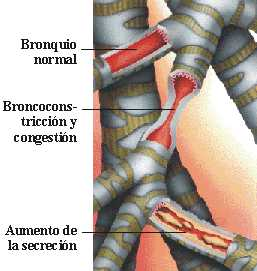 Bronquio
normal
Broncocons-
tricción y
congestión
Aumento de
la secreción